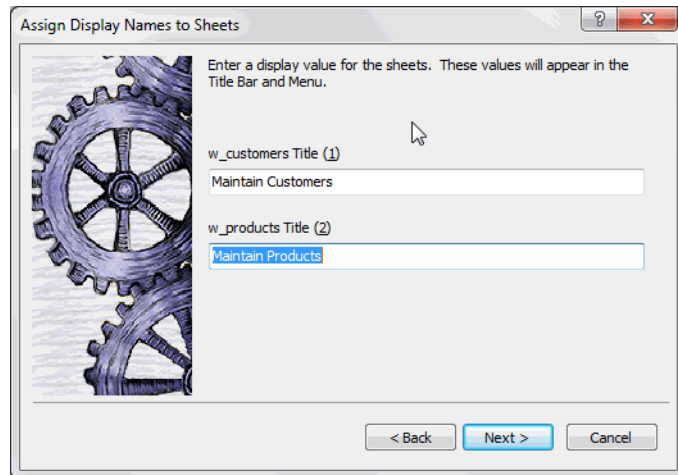 Assign Display Names to Sheets
?
Enter a display value for the sheets. These values will appear in the
Title Bar and Menu.
w_customers Title (1)
Maintain Customers
w_products Title (2)
Maintain Products
< Back
Next >
Cancel